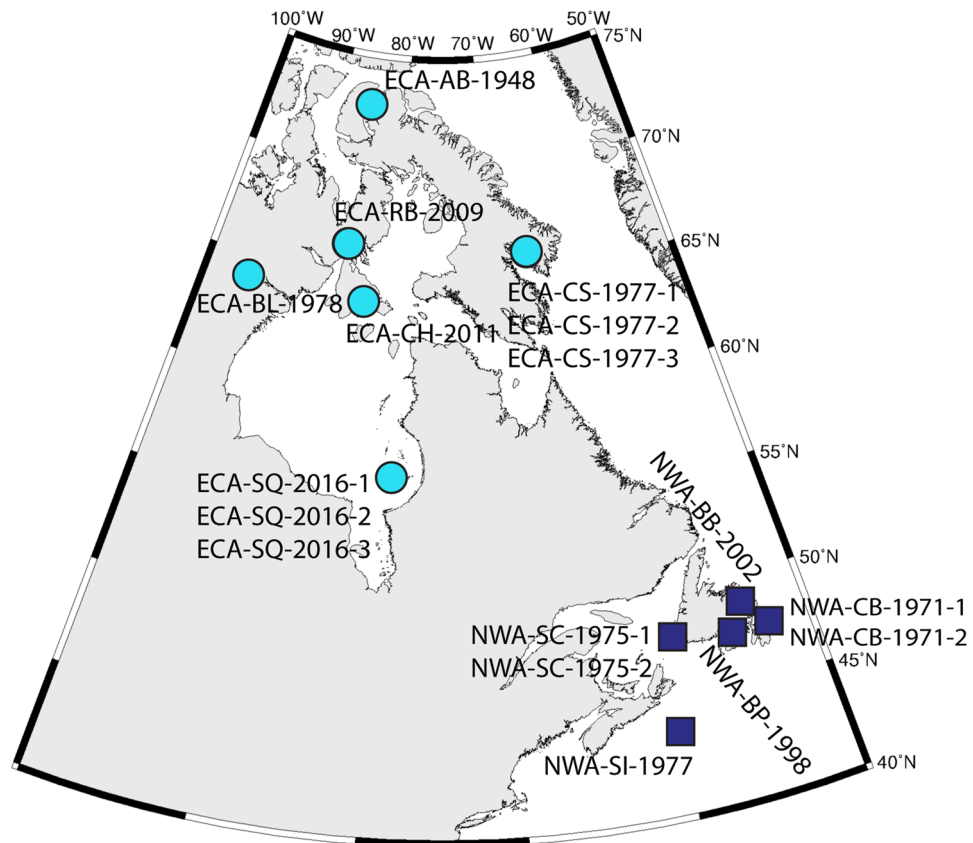 100˚W
90˚W
80˚W
70˚W
60˚W
50˚W
75˚N
ECA-AB-1948
70˚N
ECA-RB-2009
65˚N
ECA-BL-1978
ECA-CS-1977-1
ECA-CH-2011
ECA-CS-1977-2
60˚N
ECA-CS-1977-3
55˚N
ECA-SQ-2016-1
ECA-SQ-2016-2
ECA-SQ-2016-3
NWA-BB-2002
50˚N
NWA-CB-1971-1
NWA-CB-1971-2
NWA-SC-1975-1
NWA-SC-1975-2
45˚N
NWA-BP-1998
NWA-SI-1977
40˚N